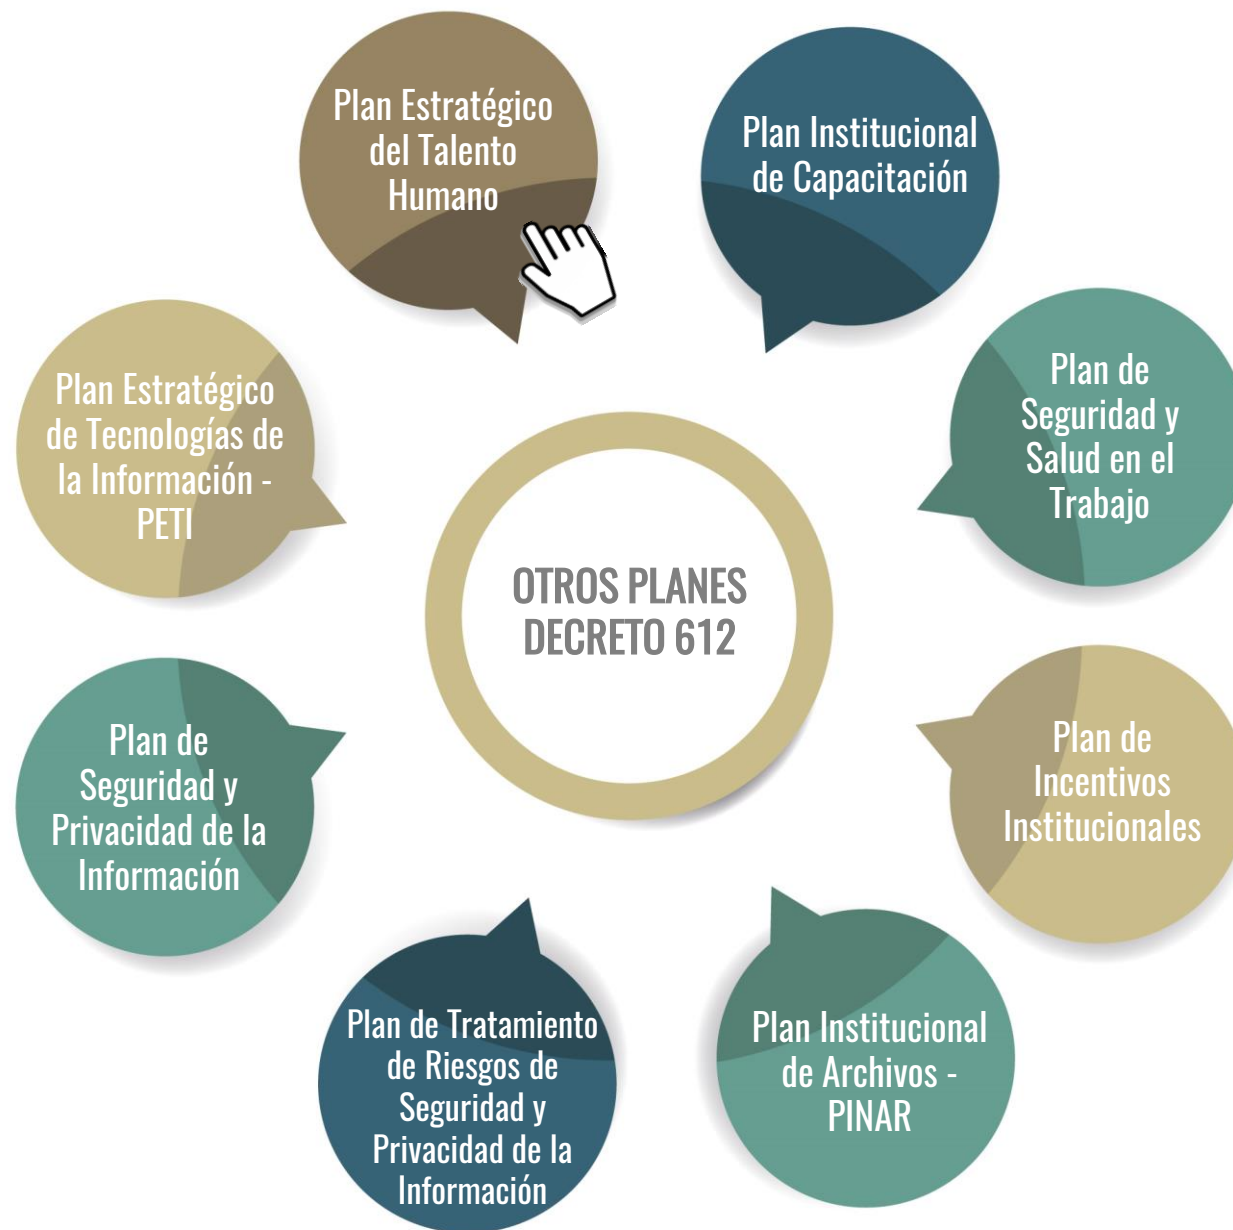 Plan Estratégico
del Talento
Humano
Plan Institucional
de Capacitación
Plan de
Seguridad y
Salud en el
Trabajo
Plan Estratégico
de Tecnologías de
la Información -
PETI
OTROS PLANES
DECRETO 612
Plan de
Seguridad y
Privacidad de la
Información
Plan de
Incentivos
Institucionales
Plan de Tratamiento
de Riesgos de
Seguridad y
Privacidad de la
Información
Plan Institucional
de Archivos -
PINAR